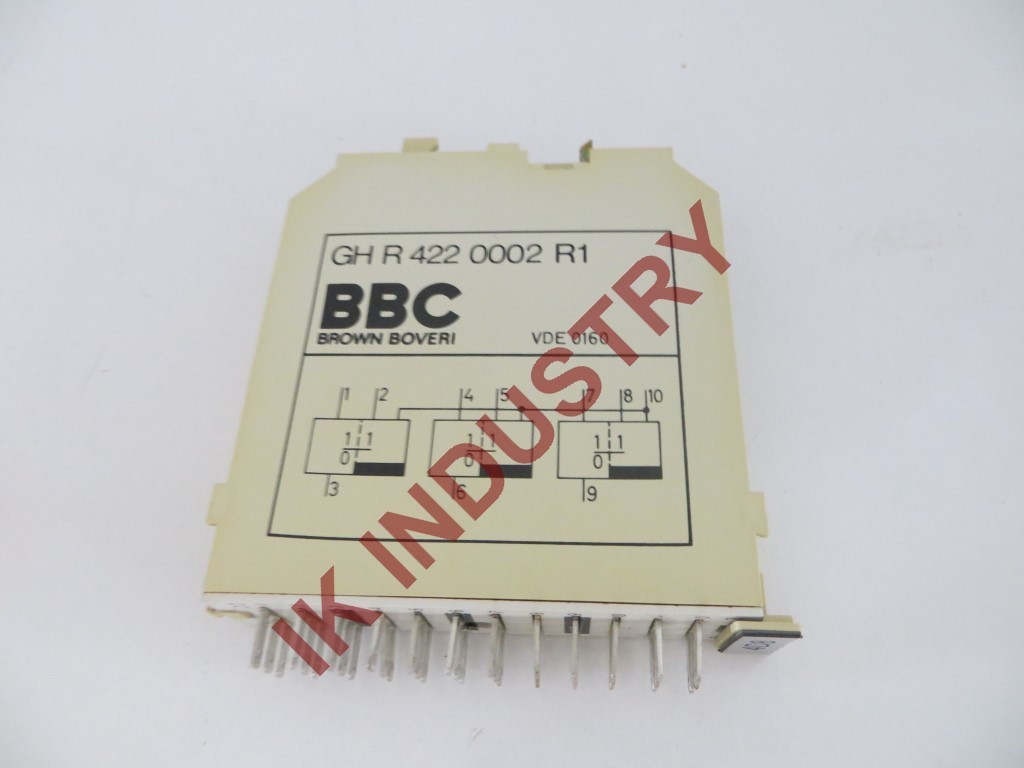 GH R 422 0002 R1
BBC
BROWN BOVERI VDE 0160
1 2 4 5 7 8 10
1 1 1 1 1 1
0 0 0
3 6 9
IK INDUSTRY